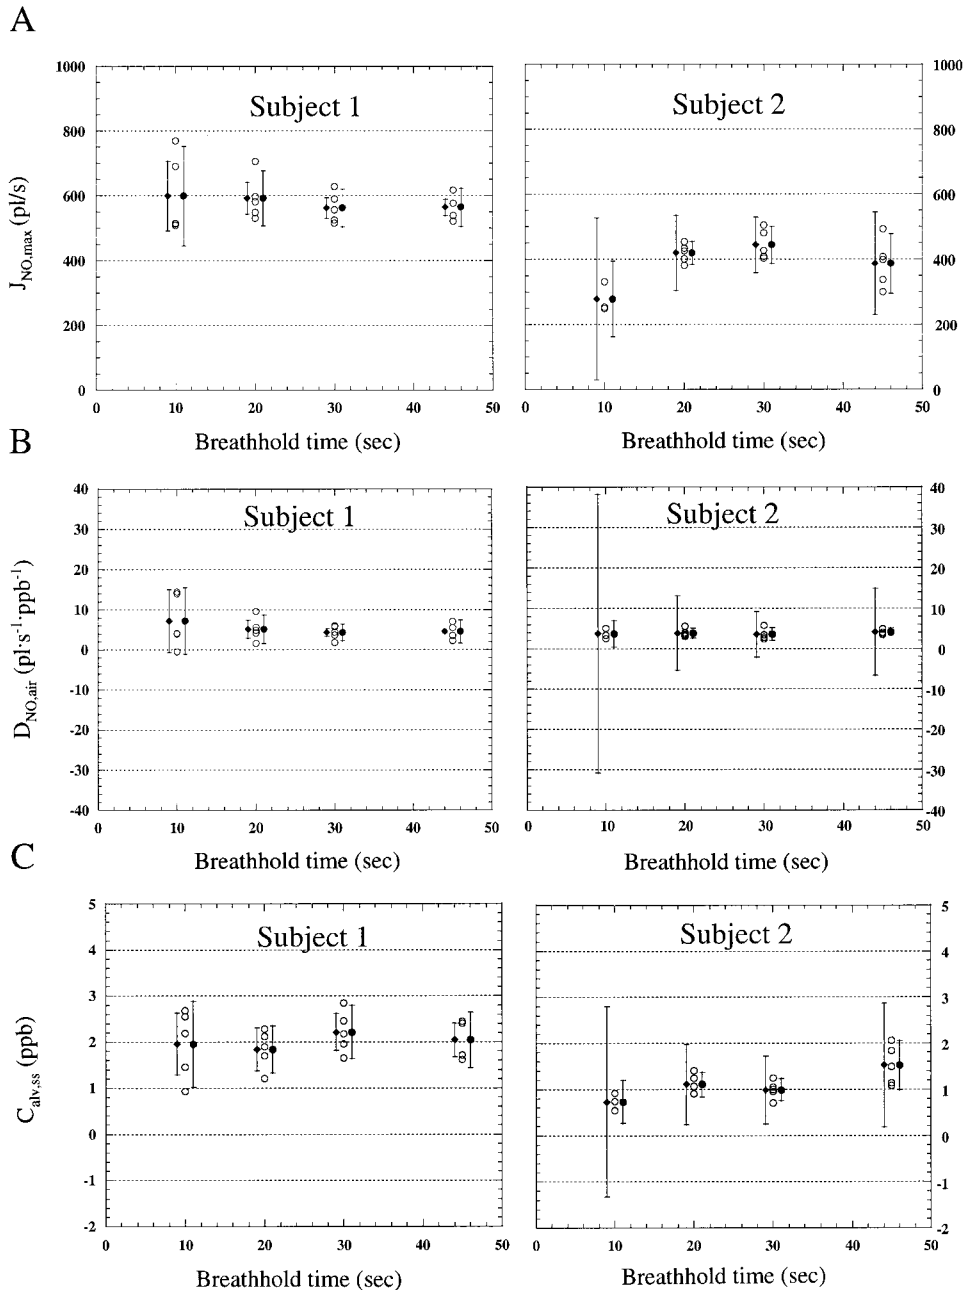 A
Subject 1
Subject 2
1000
800
600
400
200
0
1000
800
600
400
200
0
J_NO,max (pl/s)
0 10 20 30 40 50
0 10 20 30 40 50
Breathhold time (sec)
Breathhold time (sec)
B
Subject 1
Subject 2
40
30
20
10
0
-10
-20
-30
-40
40
30
20
10
0
-10
-20
-30
-40
D_NO,air (pl·s⁻¹·ppb⁻¹)
0 10 20 30 40 50
0 10 20 30 40 50
Breathhold time (sec)
Breathhold time (sec)
C
Subject 1
Subject 2
5
4
3
2
1
0
-1
-2
5
4
3
2
1
0
-1
-2
C_alv,ss (ppb)
0 10 20 30 40 50
0 10 20 30 40 50
Breathhold time (sec)
Breathhold time (sec)